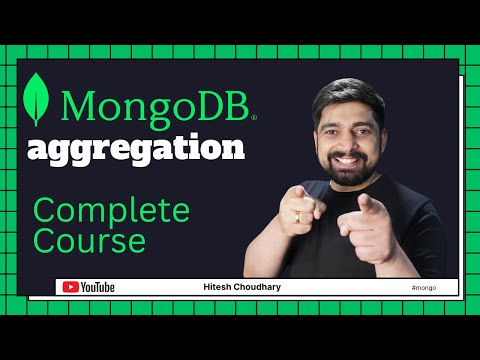 MongoDB®
aggregation
Complete
Course
YouTube
Hitesh Choudhary
#mongo